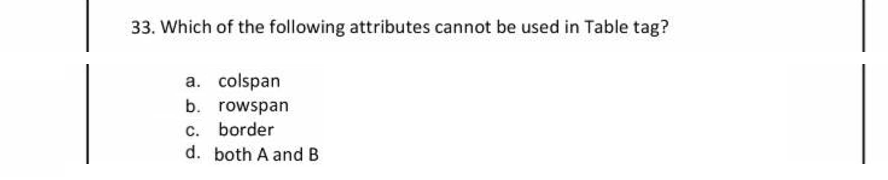 33. Which of the following attributes cannot be used in Table tag?
a. colspan
b. rowspan
c. border
d. both A and B